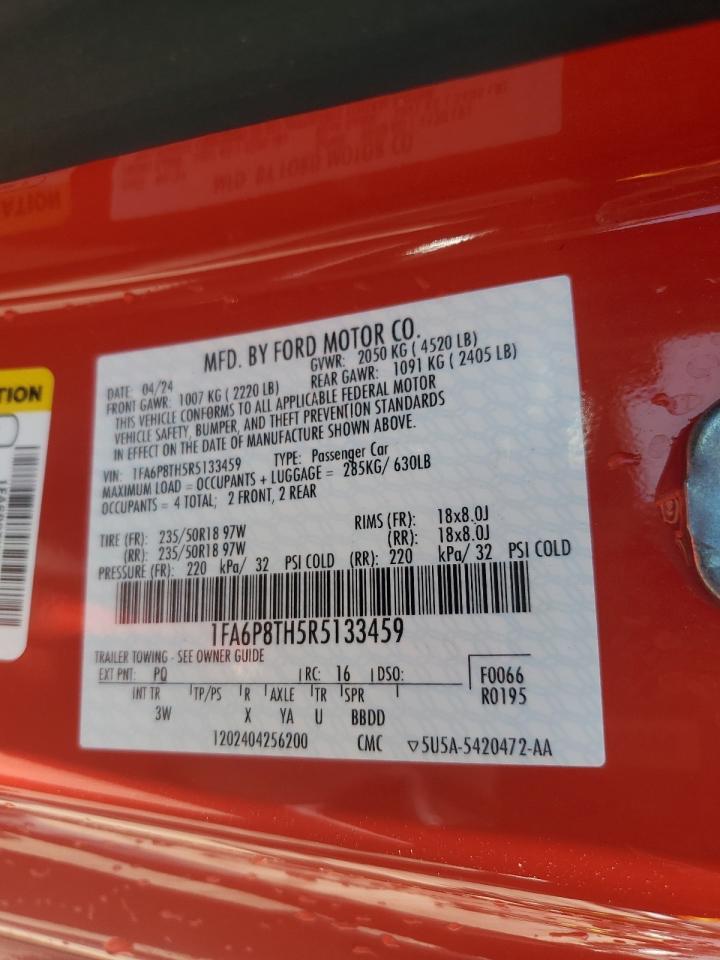 MFD. BY FORD MOTOR CO.
DATE: 04/24 GVWR: 2050 KG ( 4520 LB)
FRONT GAWR: 1007 KG ( 2220 LB) REAR GAWR: 1091 KG ( 2405 LB)
THIS VEHICLE CONFORMS TO ALL APPLICABLE FEDERAL MOTOR
VEHICLE SAFETY, BUMPER, AND THEFT PREVENTION STANDARDS
IN EFFECT ON THE DATE OF MANUFACTURE SHOWN ABOVE.
VIN: 1FA6P8TH5R5133459 TYPE: Passenger Car
MAXIMUM LOAD = OCCUPANTS + LUGGAGE = 285KG/ 630LB
OCCUPANTS = 4 TOTAL; 2 FRONT, 2 REAR
TIRE (FR): 235/50R18 97W RIMS (FR): 18x8.0J
(RR): 235/50R18 97W (RR): 18x8.0J
PRESSURE (FR): 220 kPa/ 32 PSI COLD (RR): 220 kPa/ 32 PSI COLD
1FA6P8TH5R5133459
TRAILER TOWING - SEE OWNER GUIDE
EXT PNT: PQ RC: 16 DSO: F0066
INT TR TP/PS R AXLE TR SPR R0195
3W X YA U BBDD
1202404256200 CMC ▽5U5A-5420472-AA
TION